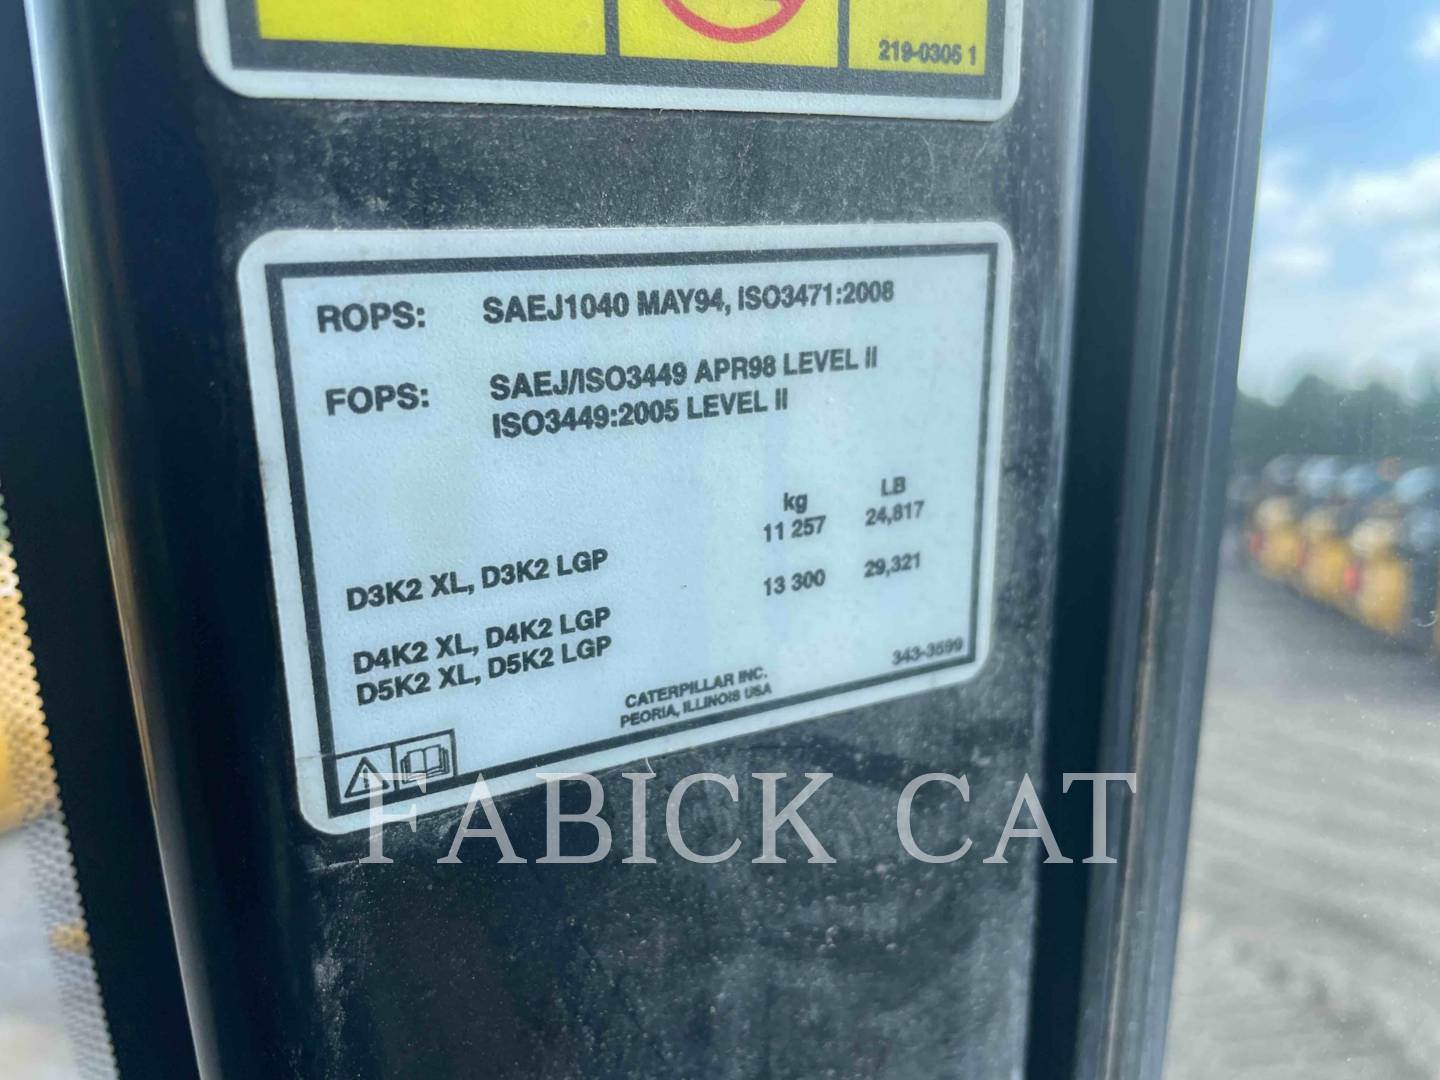 219-0306 1
ROPS: SAEJ1040 MAY94, ISO3471:2008
FOPS: SAEJ/ISO3449 APR98 LEVEL II
ISO3449:2005 LEVEL II
kg LB
D3K2 XL, D3K2 LGP 11 257 24,817
D4K2 XL, D4K2 LGP 13 300 29,321
D5K2 XL, D5K2 LGP
CATERPILLAR INC. 343-3599
PEORIA, ILLINOIS USA
FABICK CAT